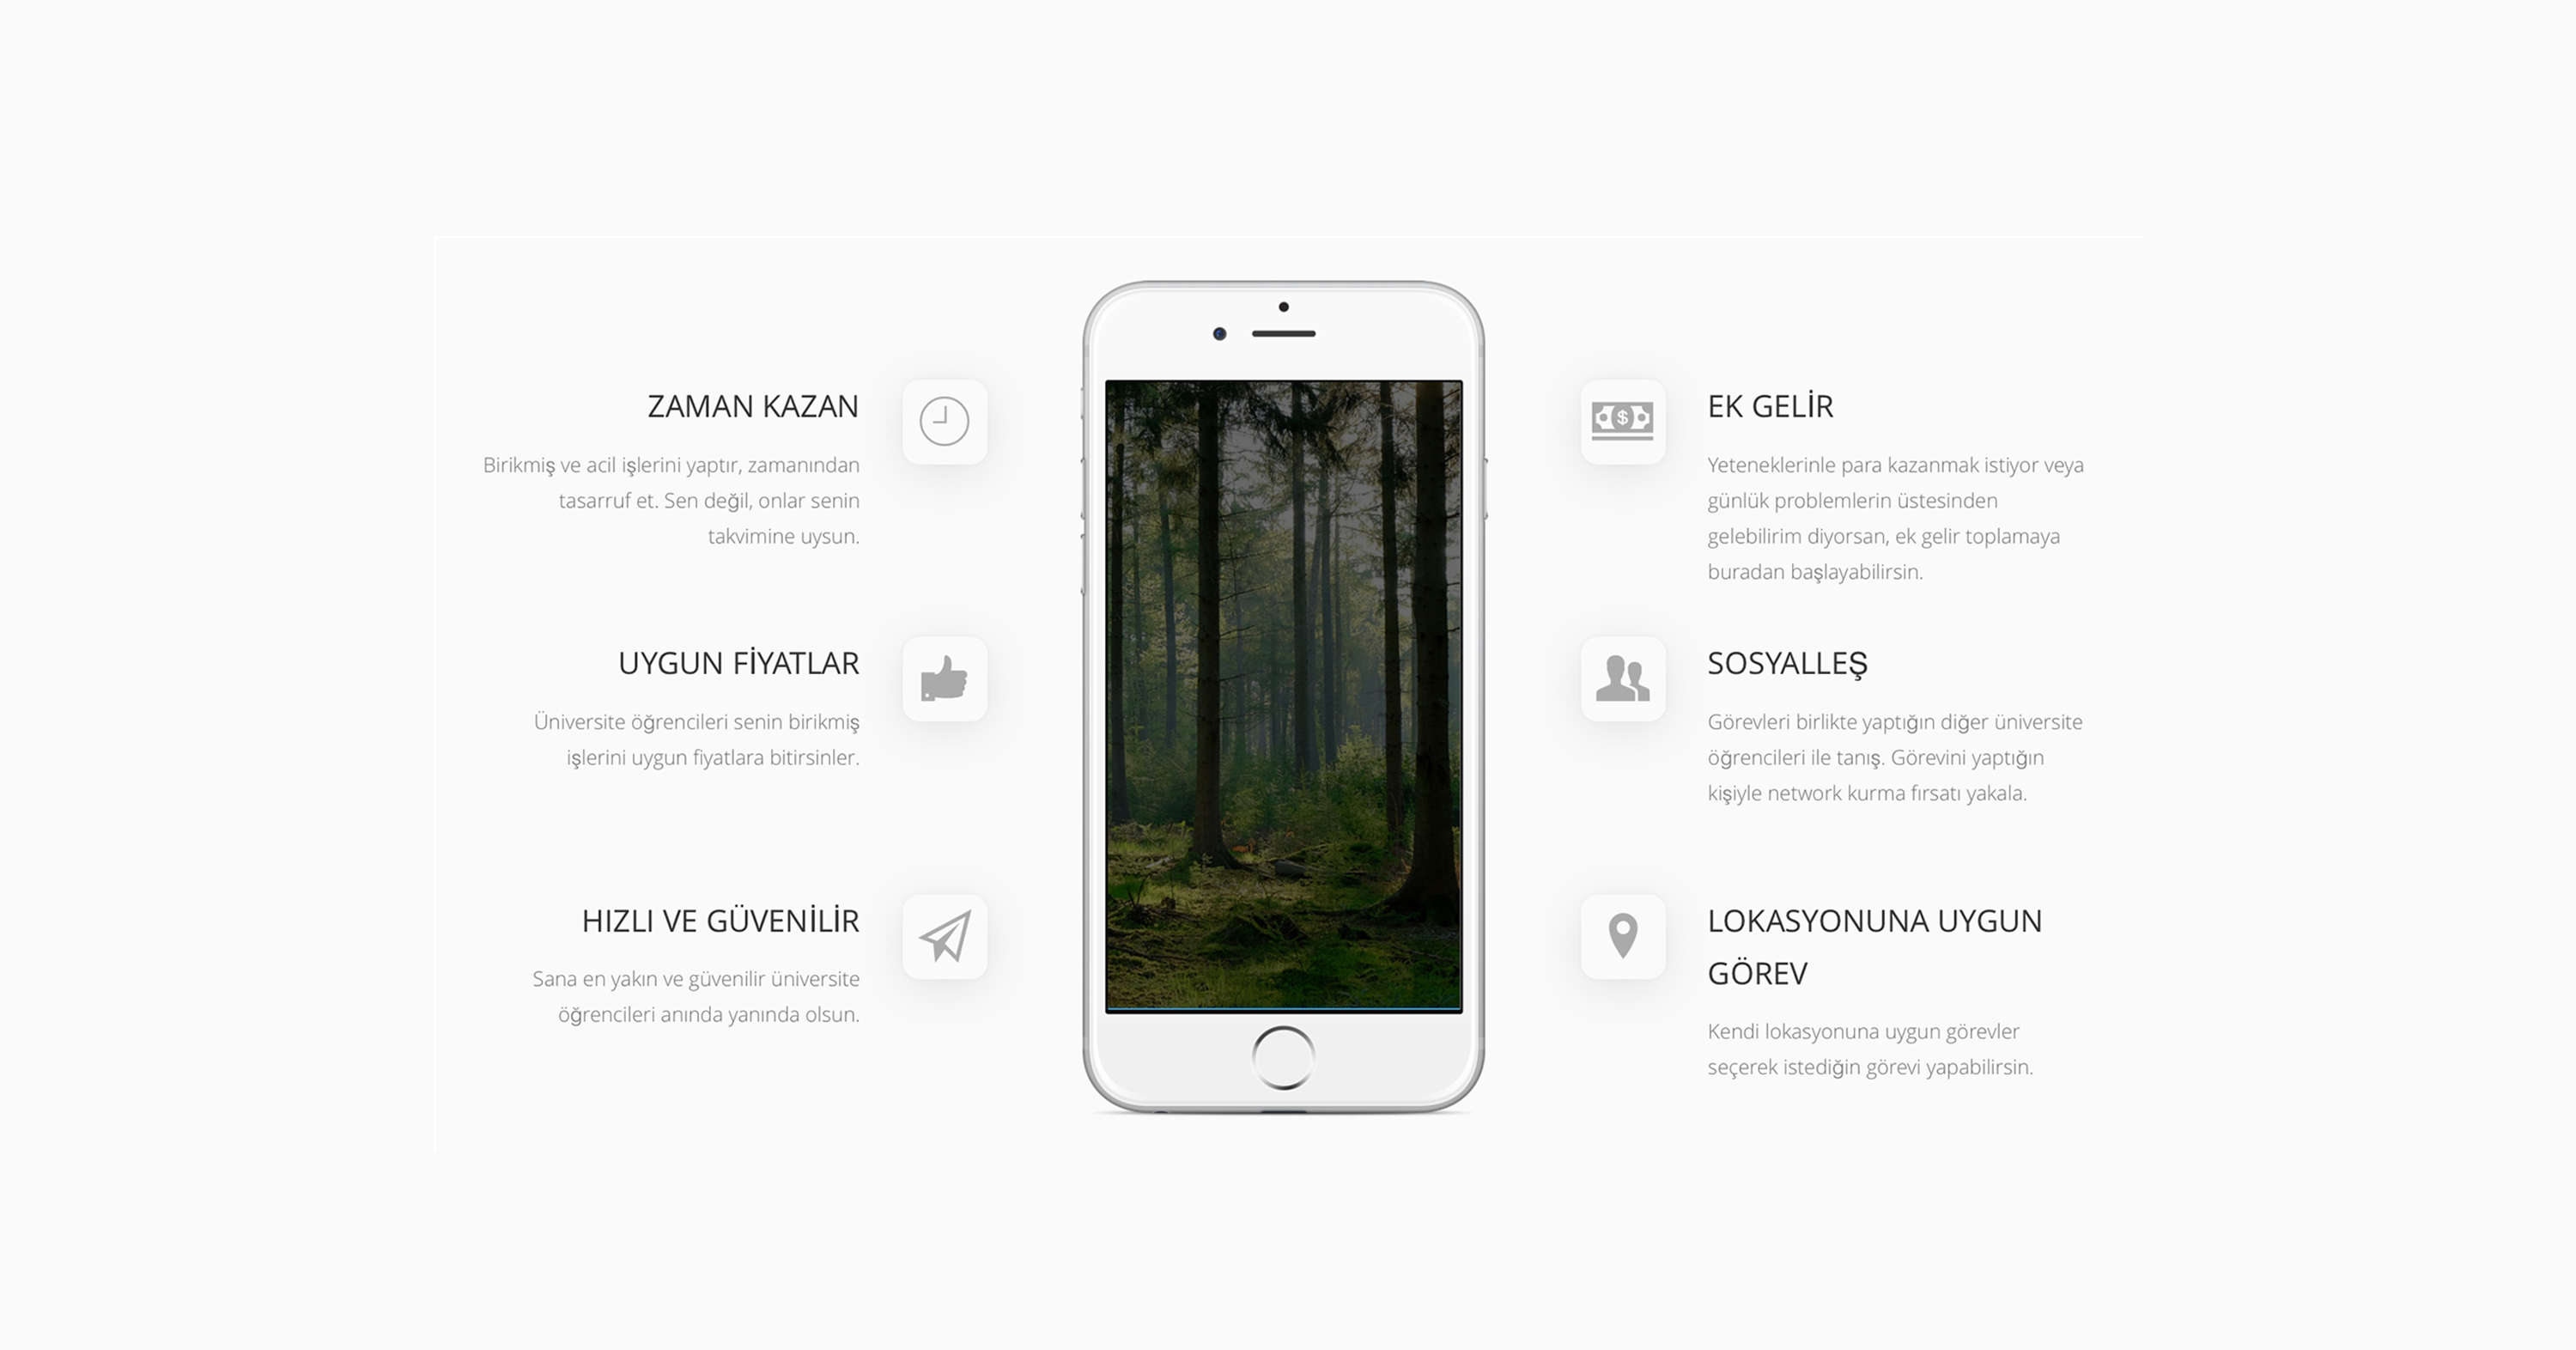 ZAMAN KAZAN
Birikmiş ve acil işlerini yaptır, zamanından
tasarruf et. Sen değil, onlar senin
takvimine uysun.
UYGUN FİYATLAR
Üniversite öğrencileri senin birikmiş
işlerini uygun fiyatlara bitirsinler.
HIZLI VE GÜVENİLİR
Sana en yakın ve güvenilir üniversite
öğrencileri anında yanında olsun.
EK GELİR
Yeteneklerinle para kazanmak istiyor veya
günlük problemlerin üstesinden
gelebilirim diyorsan, ek gelir toplamaya
buradan başlayabilirsin.
SOSYALLEŞ
Görevleri birlikte yaptığın diğer üniversite
öğrencileri ile tanış. Görevini yaptığın
kişiyle network kurma fırsatı yakala.
LOKASYONUNA UYGUN
GÖREV
Kendi lokasyonuna uygun görevler
seçerek istediğin görevi yapabilirsin.